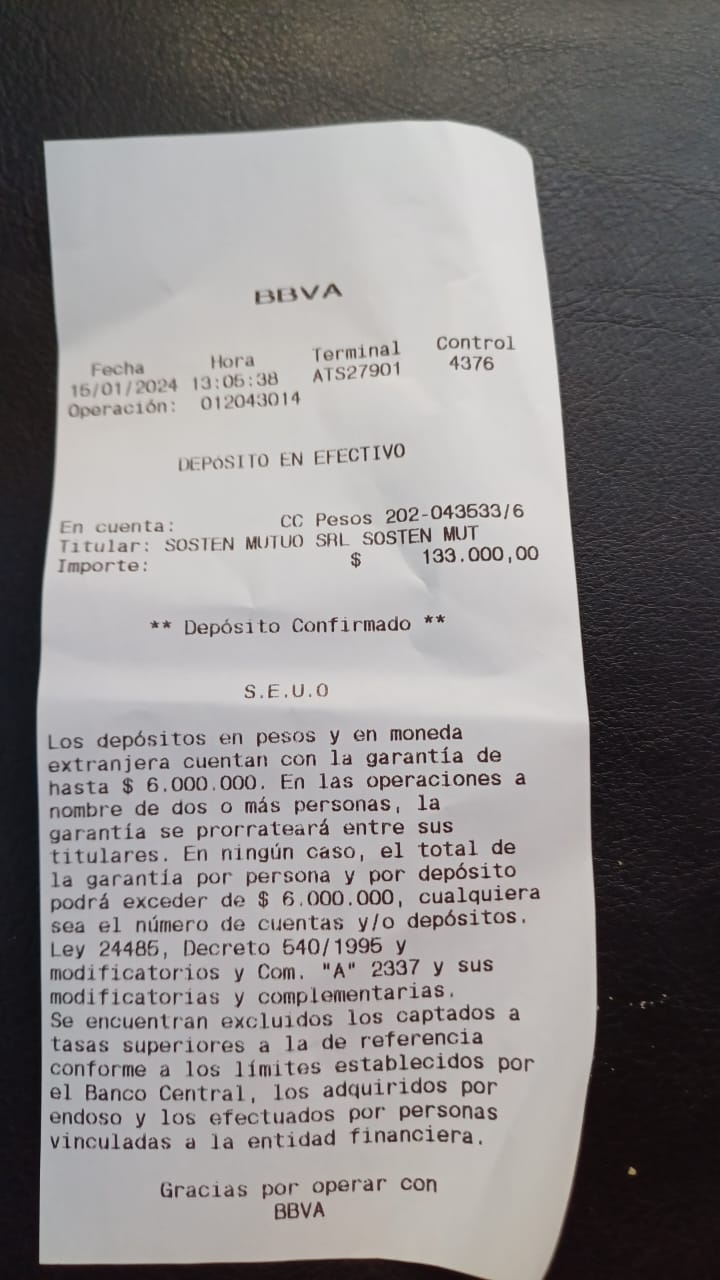 BBVA
Fecha Hora Terminal Control
15/01/2024 13:05:38 ATS27901 4376
Operación: 012043014
DEPóSITO EN EFECTIVO
En cuenta: CC Pesos 202-043533/6
Titular: SOSTEN MUTUO SRL SOSTEN MUT
Importe: $ 133.000,00
** Depósito Confirmado **
S.E.U.O
Los depósitos en pesos y en moneda
extranjera cuentan con la garantía de
hasta $ 6.000.000. En las operaciones a
nombre de dos o más personas, la
garantía se prorrateará entre sus
titulares. En ningún caso, el total de
la garantía por persona y por depósito
podrá exceder de $ 6.000.000, cualquiera
sea el número de cuentas y/o depósitos.
Ley 24485, Decreto 540/1995 y
modificatorios y Com. "A" 2337 y sus
modificatorias y complementarias.
Se encuentran excluidos los captados a
tasas superiores a la de referencia
conforme a los límites establecidos por
el Banco Central, los adquiridos por
endoso y los efectuados por personas
vinculadas a la entidad financiera.
Gracias por operar con
BBVA